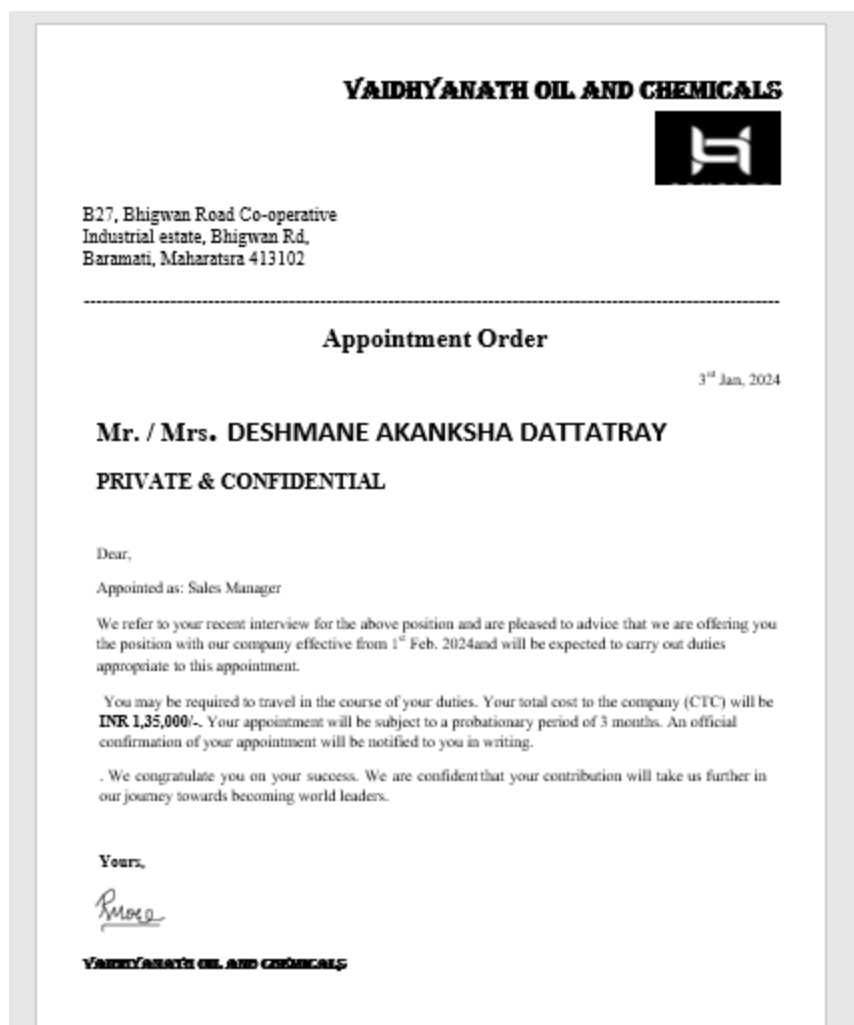 VAIDHYANATH OIL AND CHEMICALS
B27, Bhigwan Road Co-operative
Industrial estate, Bhigwan Rd,
Baramati, Maharatsra 413102
Appointment Order
3rd Jan, 2024
Mr. / Mrs. DESHMANE AKANKSHA DATTATRAY
PRIVATE & CONFIDENTIAL
Dear,
Appointed as: Sales Manager
We refer to your recent interview for the above position and are pleased to advice that we are offering you
the position with our company effective from 1st Feb. 2024and will be expected to carry out duties
appropriate to this appointment.
You may be required to travel in the course of your duties. Your total cost to the company (CTC) will be
INR 1,35,000/-. Your appointment will be subject to a probationary period of 3 months. An official
confirmation of your appointment will be notified to you in writing.
. We congratulate you on your success. We are confident that your contribution will take us further in
our journey towards becoming world leaders.
Yours,
VAIDHYANATH OIL AND CHEMICALS